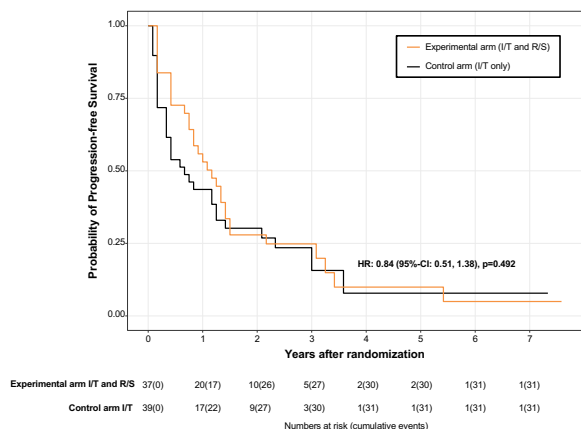 1.00
0.75
0.50
0.25
0.00
Probability of Progression-free Survival
Experimental arm (I/T and R/S)
Control arm (I/T only)
HR: 0.84 (95%-CI: 0.51, 1.38), p=0.492
0 1 2 3 4 5 6 7
Years after randomization
Experimental arm I/T and R/S 37(0) 20(17) 10(26) 5(27) 2(30) 2(30) 1(31) 1(31)
Control arm I/T 39(0) 17(22) 9(27) 3(30) 1(31) 1(31) 1(31) 1(31)
Numbers at risk (cumulative events)